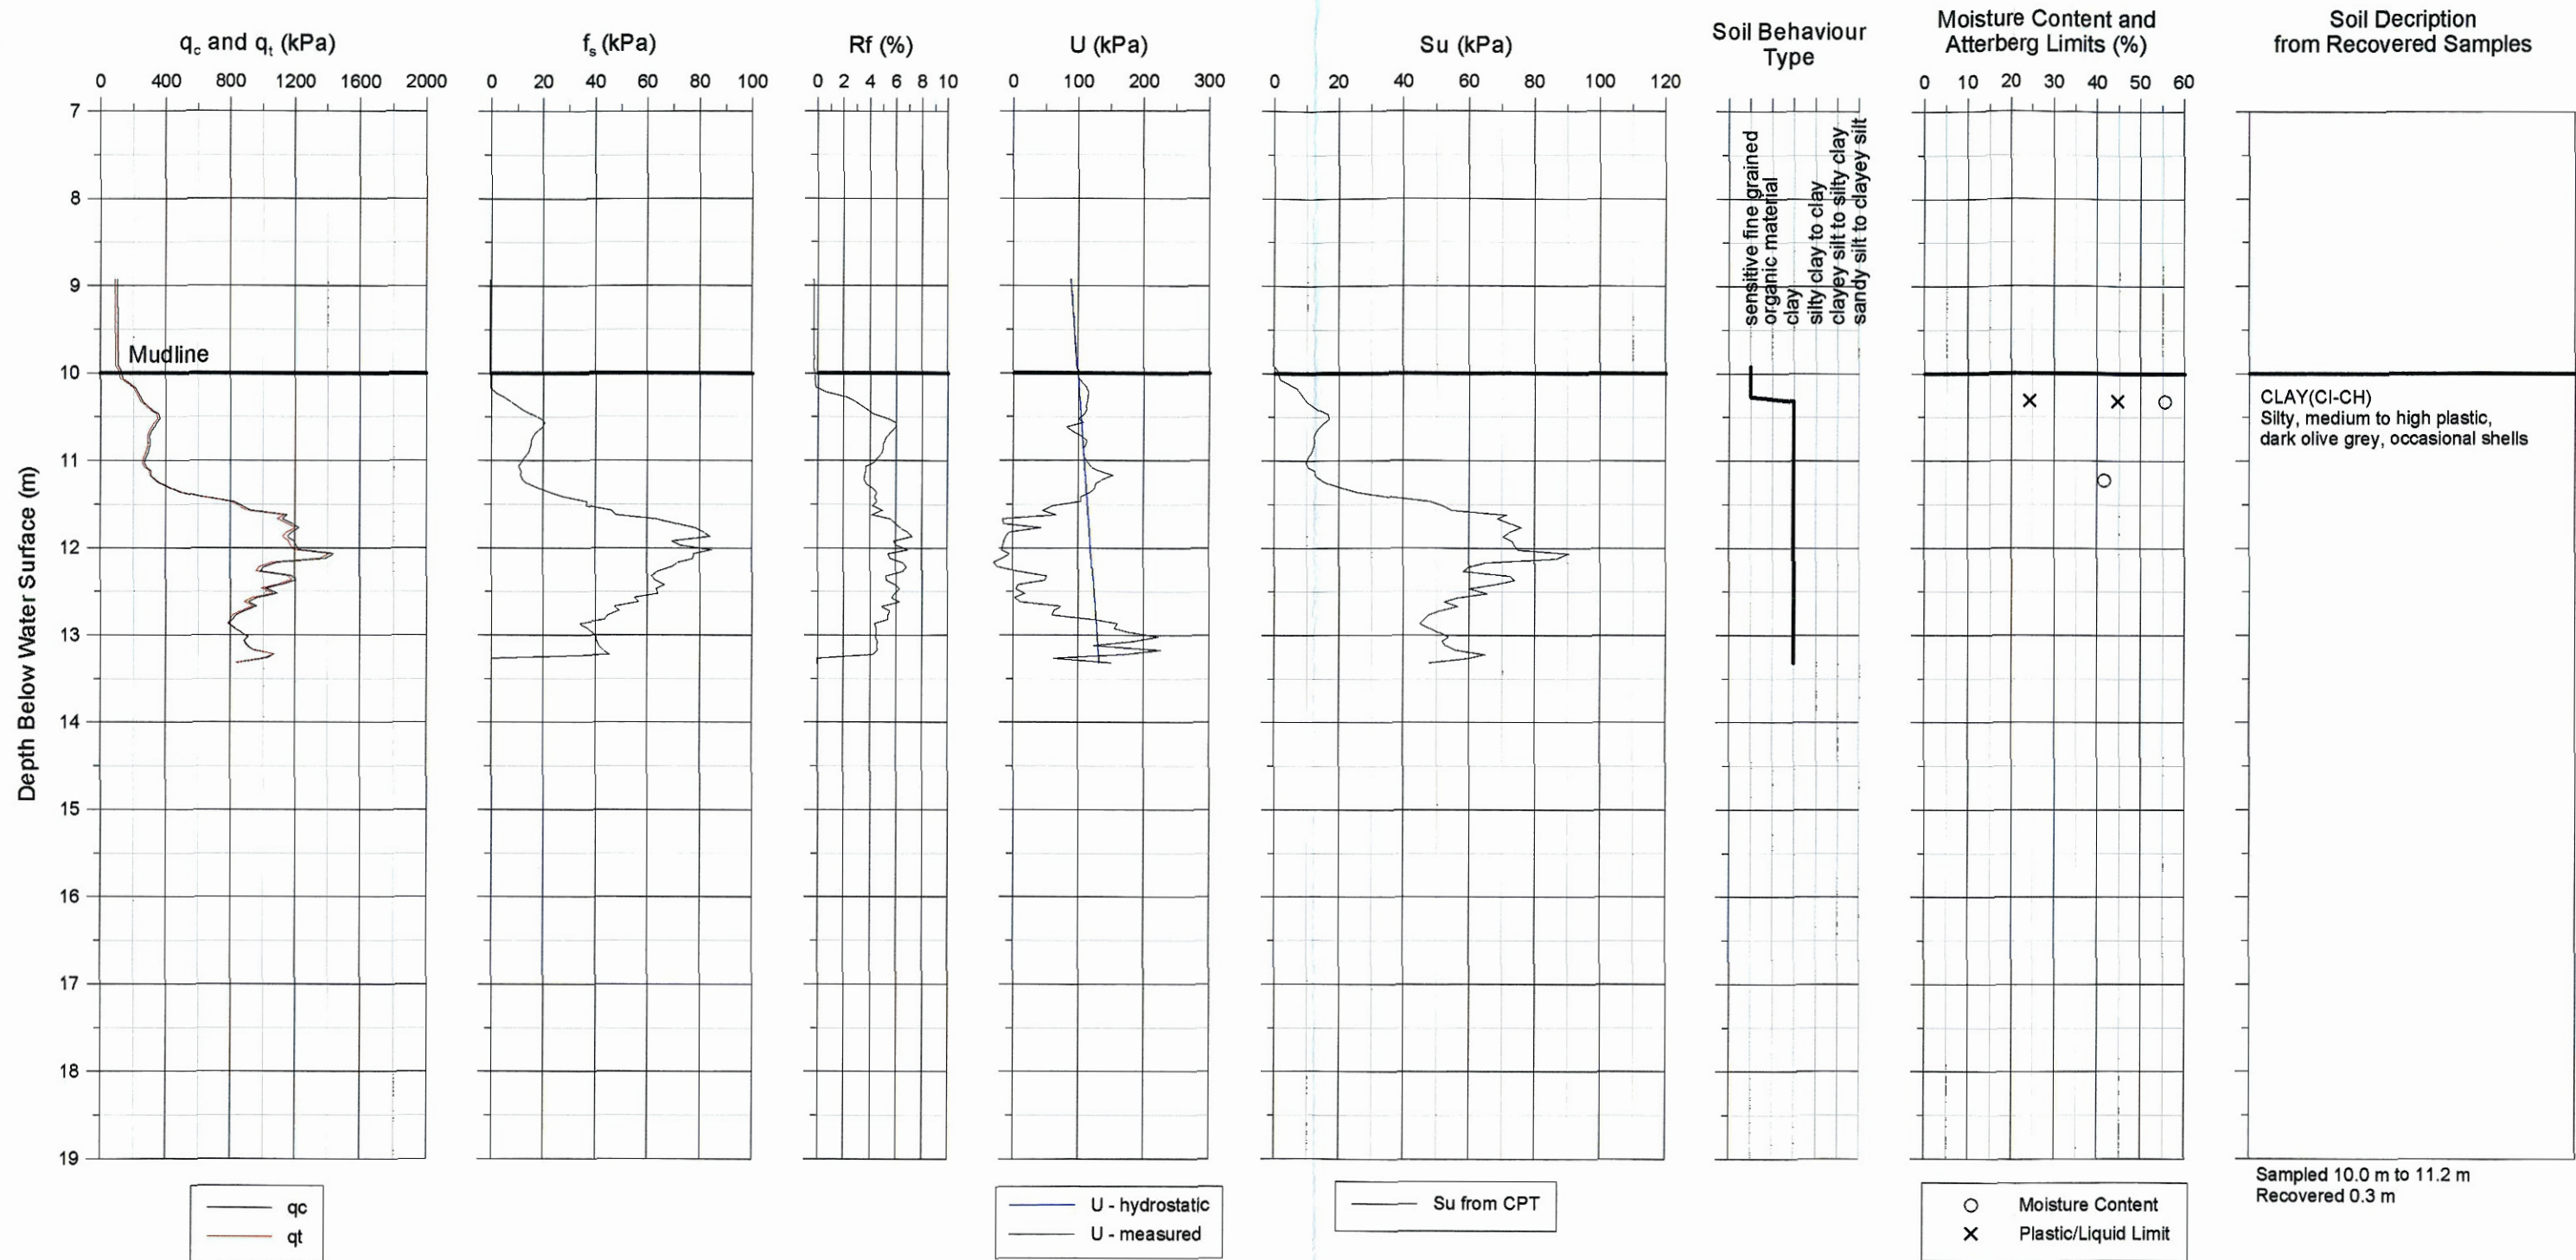 qc and qt (kPa)
0 400 800 1200 1600 2000
fs (kPa)
0 20 40 60 80 100
Rf (%)
0 2 4 6 8 10
U (kPa)
0 100 200 300
Su (kPa)
0 20 40 60 80 100 120
Soil Behaviour
Type
Moisture Content and
Atterberg Limits (%)
0 10 20 30 40 50 60
Soil Decription
from Recovered Samples
Depth Below Water Surface (m)
7
8
9
10
11
12
13
14
15
16
17
18
19
Mudline
sensitive fine grained
organic material
clay
silty clay to clay
clayey silt to silty clay
sandy silt to clayey silt
CLAY(CI-CH)
Silty, medium to high plastic,
dark olive grey, occasional shells
Sampled 10.0 m to 11.2 m
Recovered 0.3 m
qc
qt
U - hydrostatic
U - measured
Su from CPT
Moisture Content
Plastic/Liquid Limit